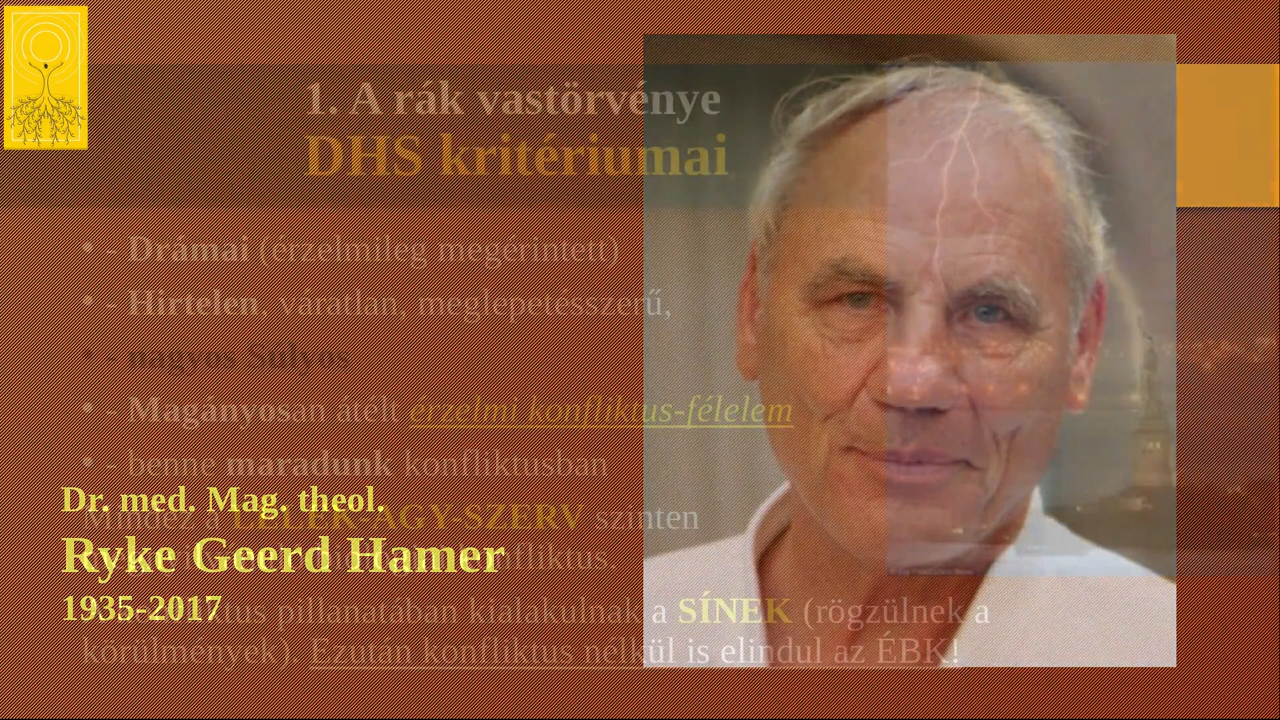 1. A rák vastörvénye
DHS kritériumai
• - Drámai (érzelmileg megérintett)
• - Hirtelen, váratlan, meglepetésszerű,
• - nagyos Súlyos
• - Magányosan átélt érzelmi konfliktus-félelem
• - benne maradunk konfliktusban
Dr. med. Mag. theol.
Mindez a LÉLEK-AGY-SZERV szinten
Ryke Geerd Hamer
konfliktus.
1935-2017
pillanatában kialakulnak a SÍNEK (rögzülnek a
körülmények) Ezután konfliktus nélkül is elindul az ÉBK!